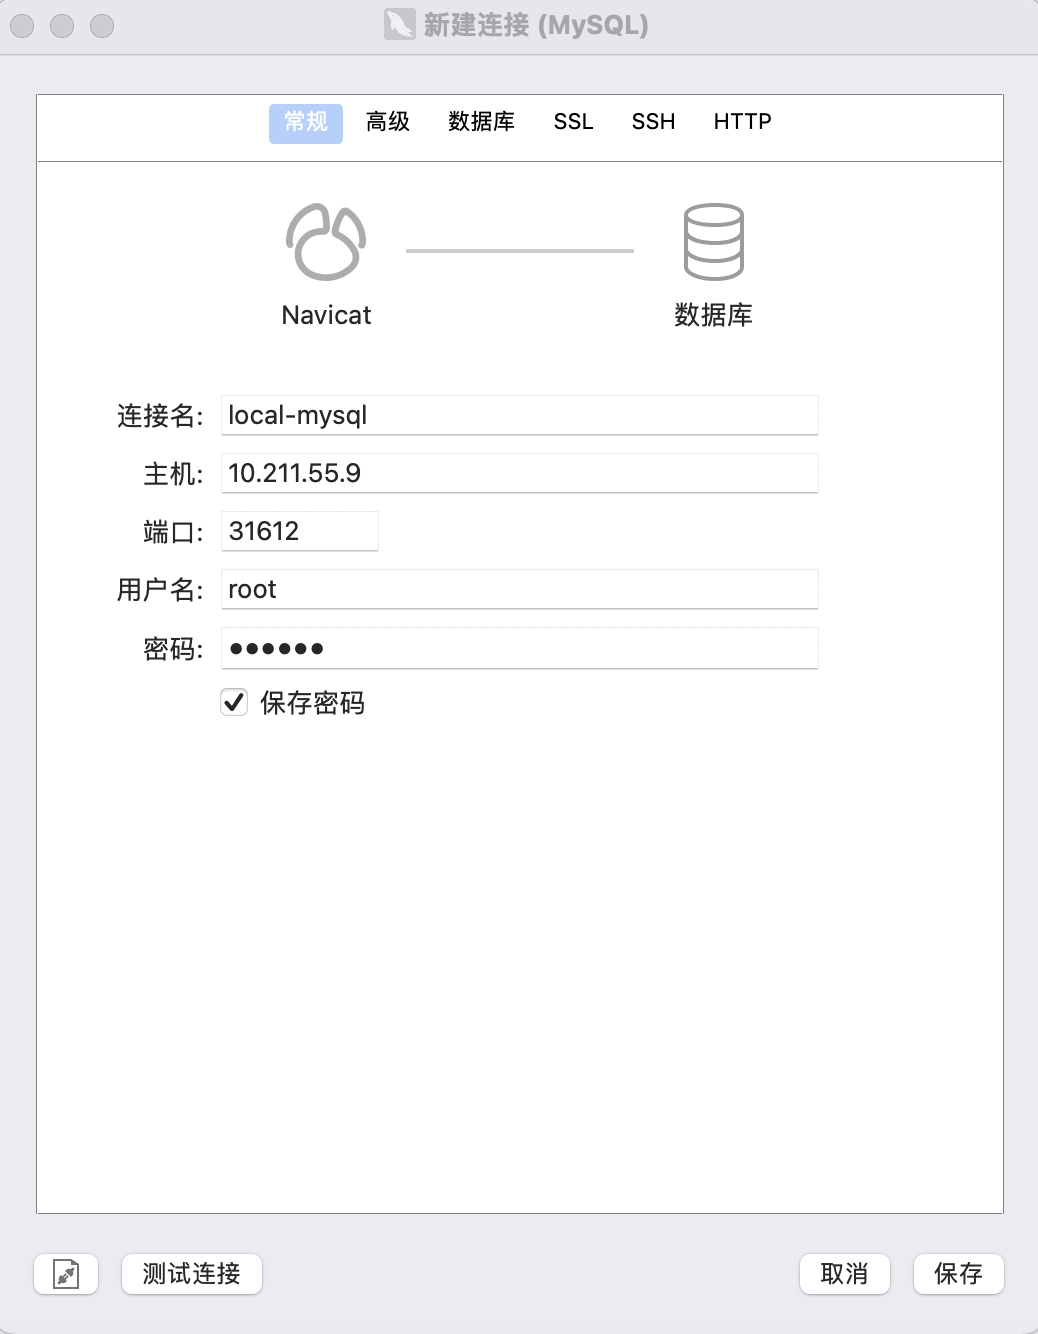 新建连接 (MySQL)
常规 高级 数据库 SSL SSH HTTP
Navicat 数据库
连接名: local-mysql
主机: 10.211.55.9
端口: 31612
用户名: root
密码: ●●●●●●
保存密码
测试连接 取消 保存